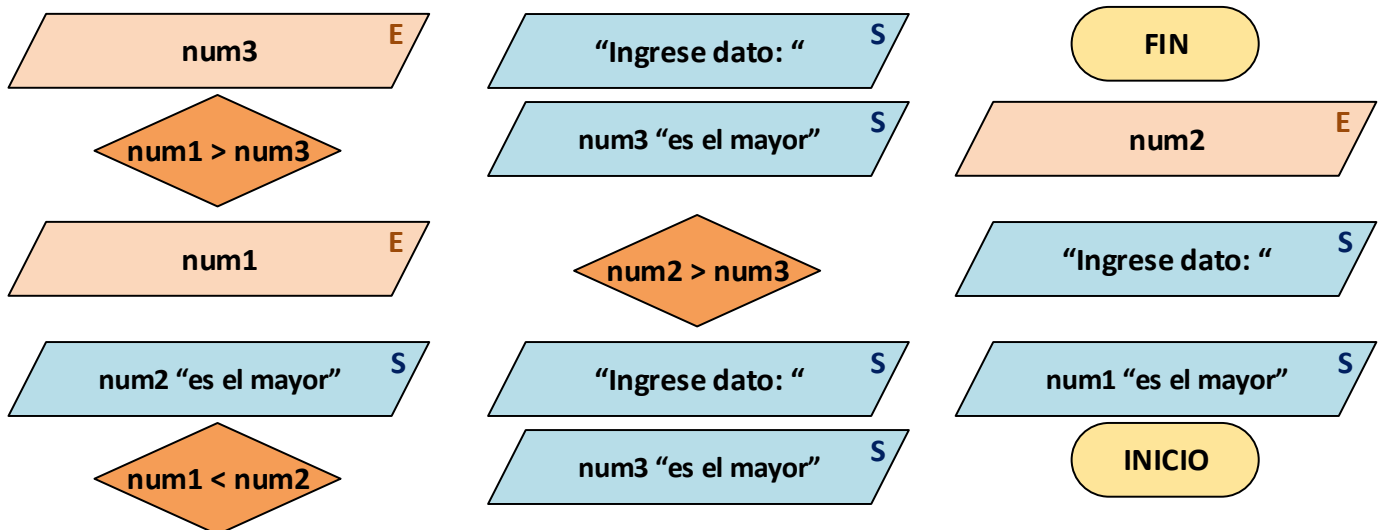 num3 E
“Ingrese dato: “ S
FIN
num1 > num3
num3 “es el mayor” S
num2 E
num1 E
num2 > num3
“Ingrese dato: “ S
num2 “es el mayor” S
“Ingrese dato: “ S
num1 “es el mayor” S
num1 < num2
num3 “es el mayor” S
INICIO